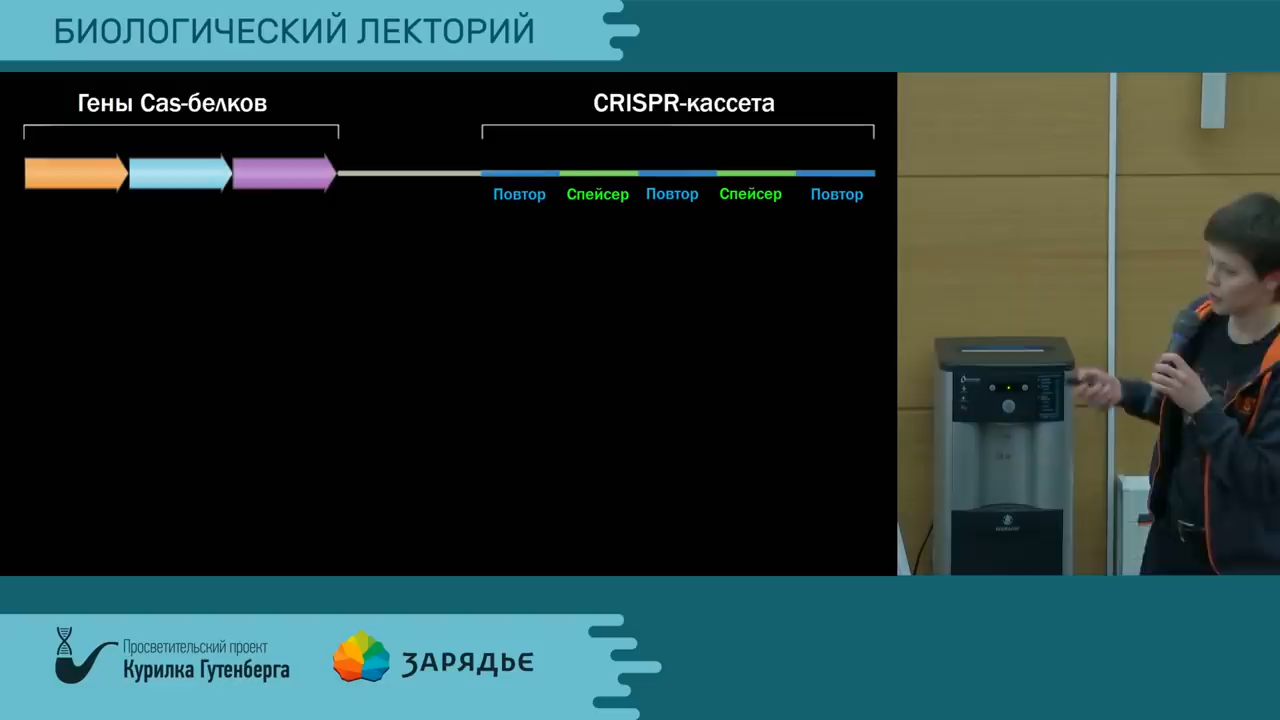 БИОЛОГИЧЕСКИЙ ЛЕКТОРИЙ
Гены Cas-белков
CRISPR-кассета
Повтор Спейсер Повтор Спейсер Повтор
Просветительский проект
Курилка Гутенберга
ЗАРЯДЬЕ